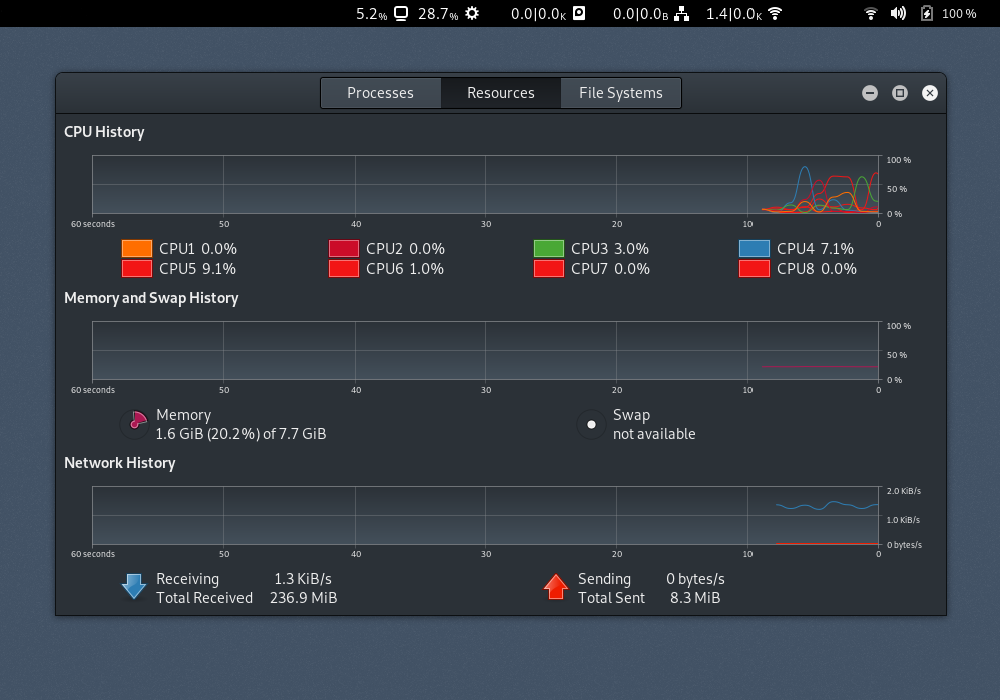 5.2% 28.7% 0.0|0.0K 0.0|0.0B 1.4|0.0K 100 %
Processes Resources File Systems
CPU History
100 %
50 %
0 %
60 seconds 50 40 30 20 10 0
CPU1 0.0% CPU2 0.0% CPU3 3.0% CPU4 7.1%
CPU5 9.1% CPU6 1.0% CPU7 0.0% CPU8 0.0%
Memory and Swap History
100 %
50 %
0 %
60 seconds 50 40 30 20 10 0
Memory Swap
1.6 GiB (20.2%) of 7.7 GiB not available
Network History
2.0 KiB/s
1.0 KiB/s
0 bytes/s
60 seconds 50 40 30 20 10 0
Receiving 1.3 KiB/s Sending 0 bytes/s
Total Received 236.9 MiB Total Sent 8.3 MiB